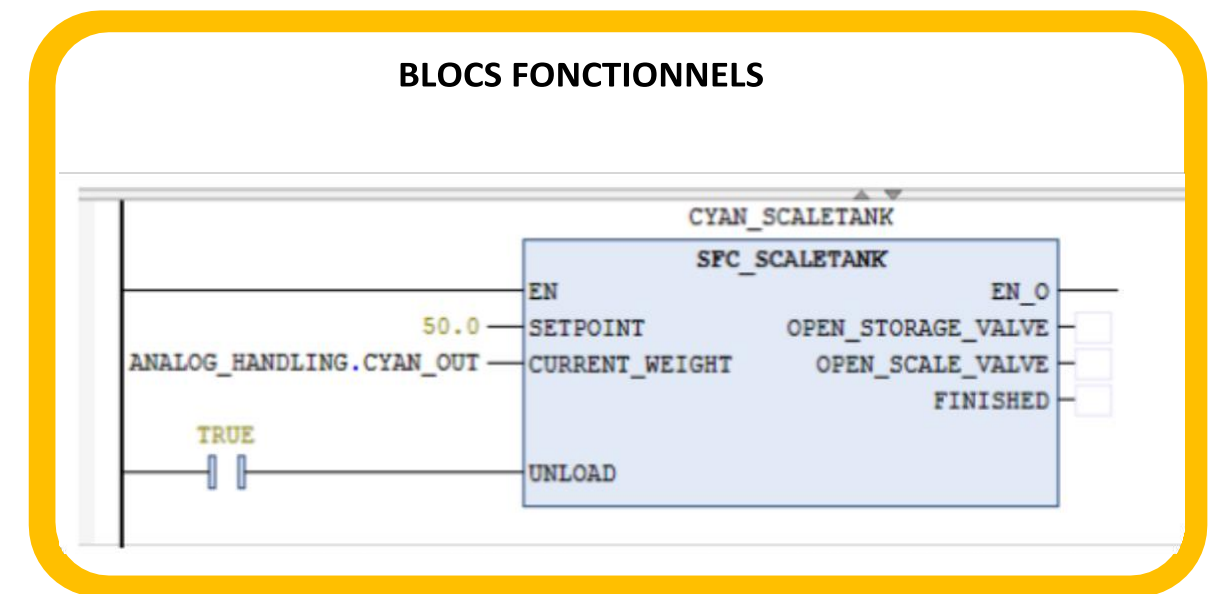 BLOCS FONCTIONNELS
CYAN_SCALETANK
SFC_SCALETANK
EN EN_O
50.0 SETPOINT OPEN_STORAGE_VALVE
ANALOG_HANDLING.CYAN_OUT CURRENT_WEIGHT OPEN_SCALE_VALVE
FINISHED
TRUE
UNLOAD